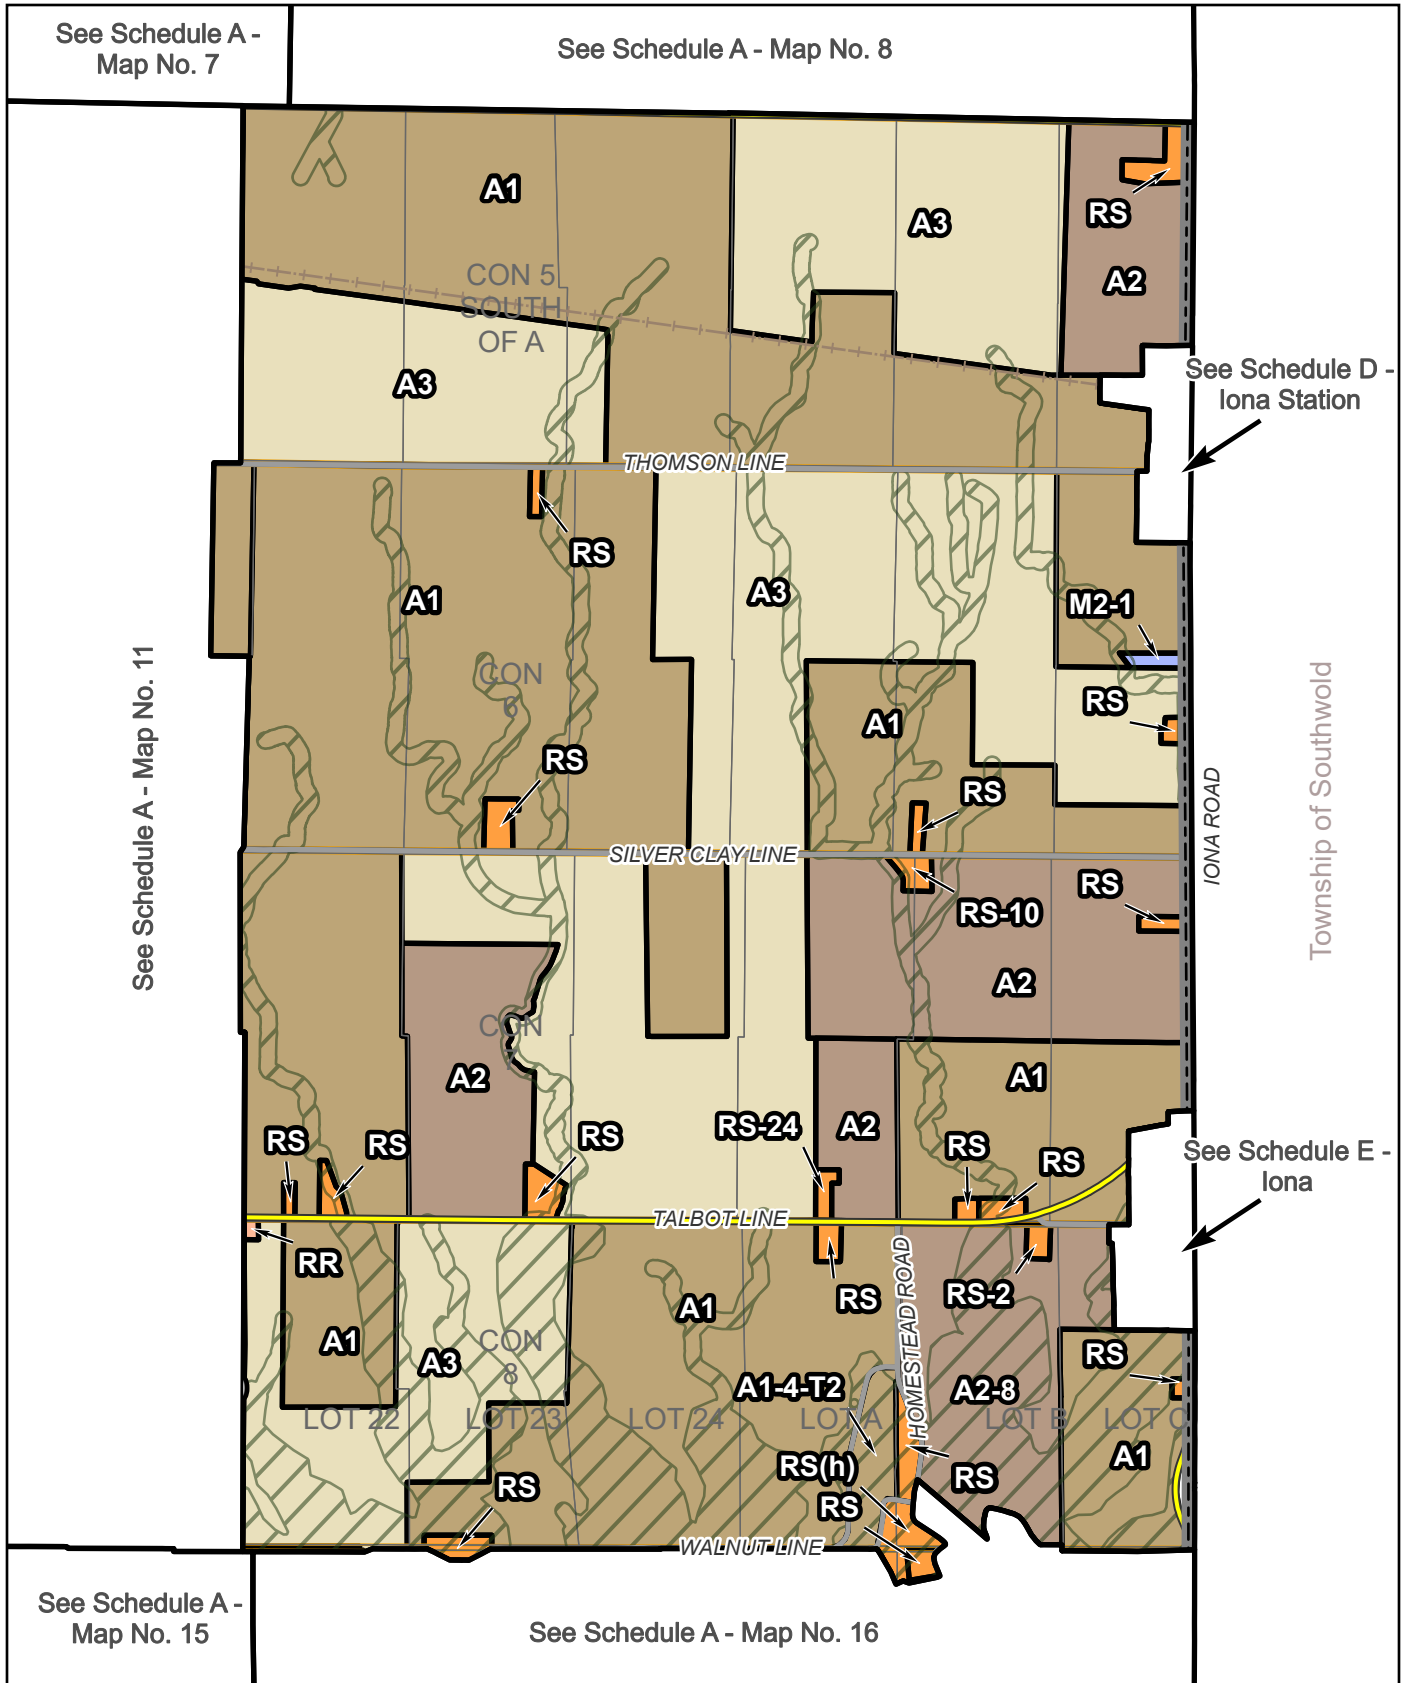 See Schedule A -
Map No. 7
See Schedule A - Map No. 8
A1
A3
RS
A2
CON 5
SOUTH
OF A
A3
See Schedule D -
Iona Station
THOMSON LINE
RS
A1
A3
M2-1
CON
6
RS
A1
RS
RS
See Schedule A - Map No. 11
Township of Southwold
IONA ROAD
SILVER CLAY LINE
RS
RS-10
A2
CON
A2
A1
RS
RS
RS
RS-24
A2
RS
RS
See Schedule E -
Iona
TALBOT LINE
RR
RS
RS-2
HOMESTEAD ROAD
A1
A1
A3
CON
8
A1-4-T2
A2-8
RS
LOT 22
LOT 23
LOT 24
LOT A
LOT B
LOT C
A1
RS(h)
RS
RS
RS
WALNUT LINE
See Schedule A -
Map No. 15
See Schedule A - Map No. 16